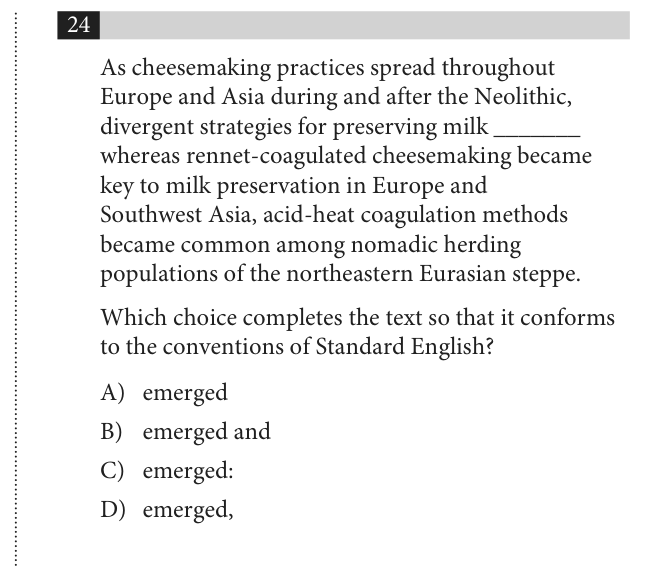 24
As cheesemaking practices spread throughout
Europe and Asia during and after the Neolithic,
divergent strategies for preserving milk _______
whereas rennet-coagulated cheesemaking became
key to milk preservation in Europe and
Southwest Asia, acid-heat coagulation methods
became common among nomadic herding
populations of the northeastern Eurasian steppe.
Which choice completes the text so that it conforms
to the conventions of Standard English?
A) emerged
B) emerged and
C) emerged:
D) emerged,